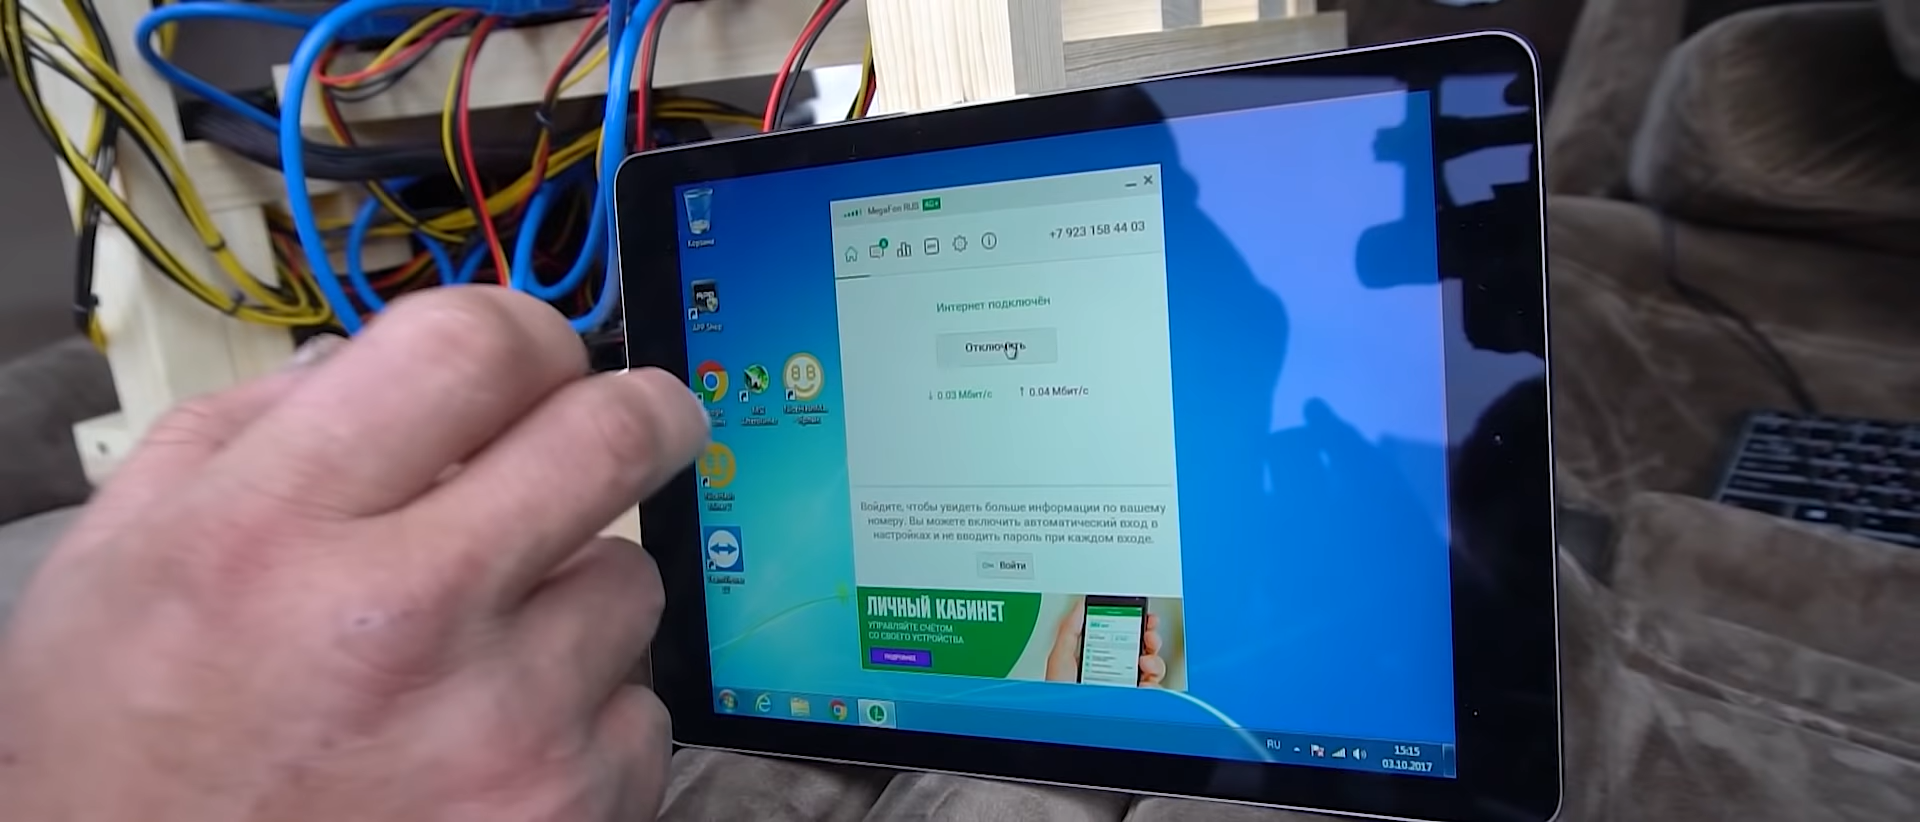 Корзина
MegaFon RUS 4G+
+7 923 158 44 03
Интернет подключён
Отключить
↓ 0.03 Мбит/с ↑ 0.04 Мбит/с
Войдите, чтобы увидеть больше информации по вашему
номеру. Вы можете включить автоматический вход в
настройках и не вводить пароль при каждом входе.
Войти
ЛИЧНЫЙ КАБИНЕТ
УПРАВЛЯЙТЕ СЧЁТОМ
СО СВОЕГО УСТРОЙСТВА
ПОДРОБНЕЕ
RU
15:15
03.10.2017